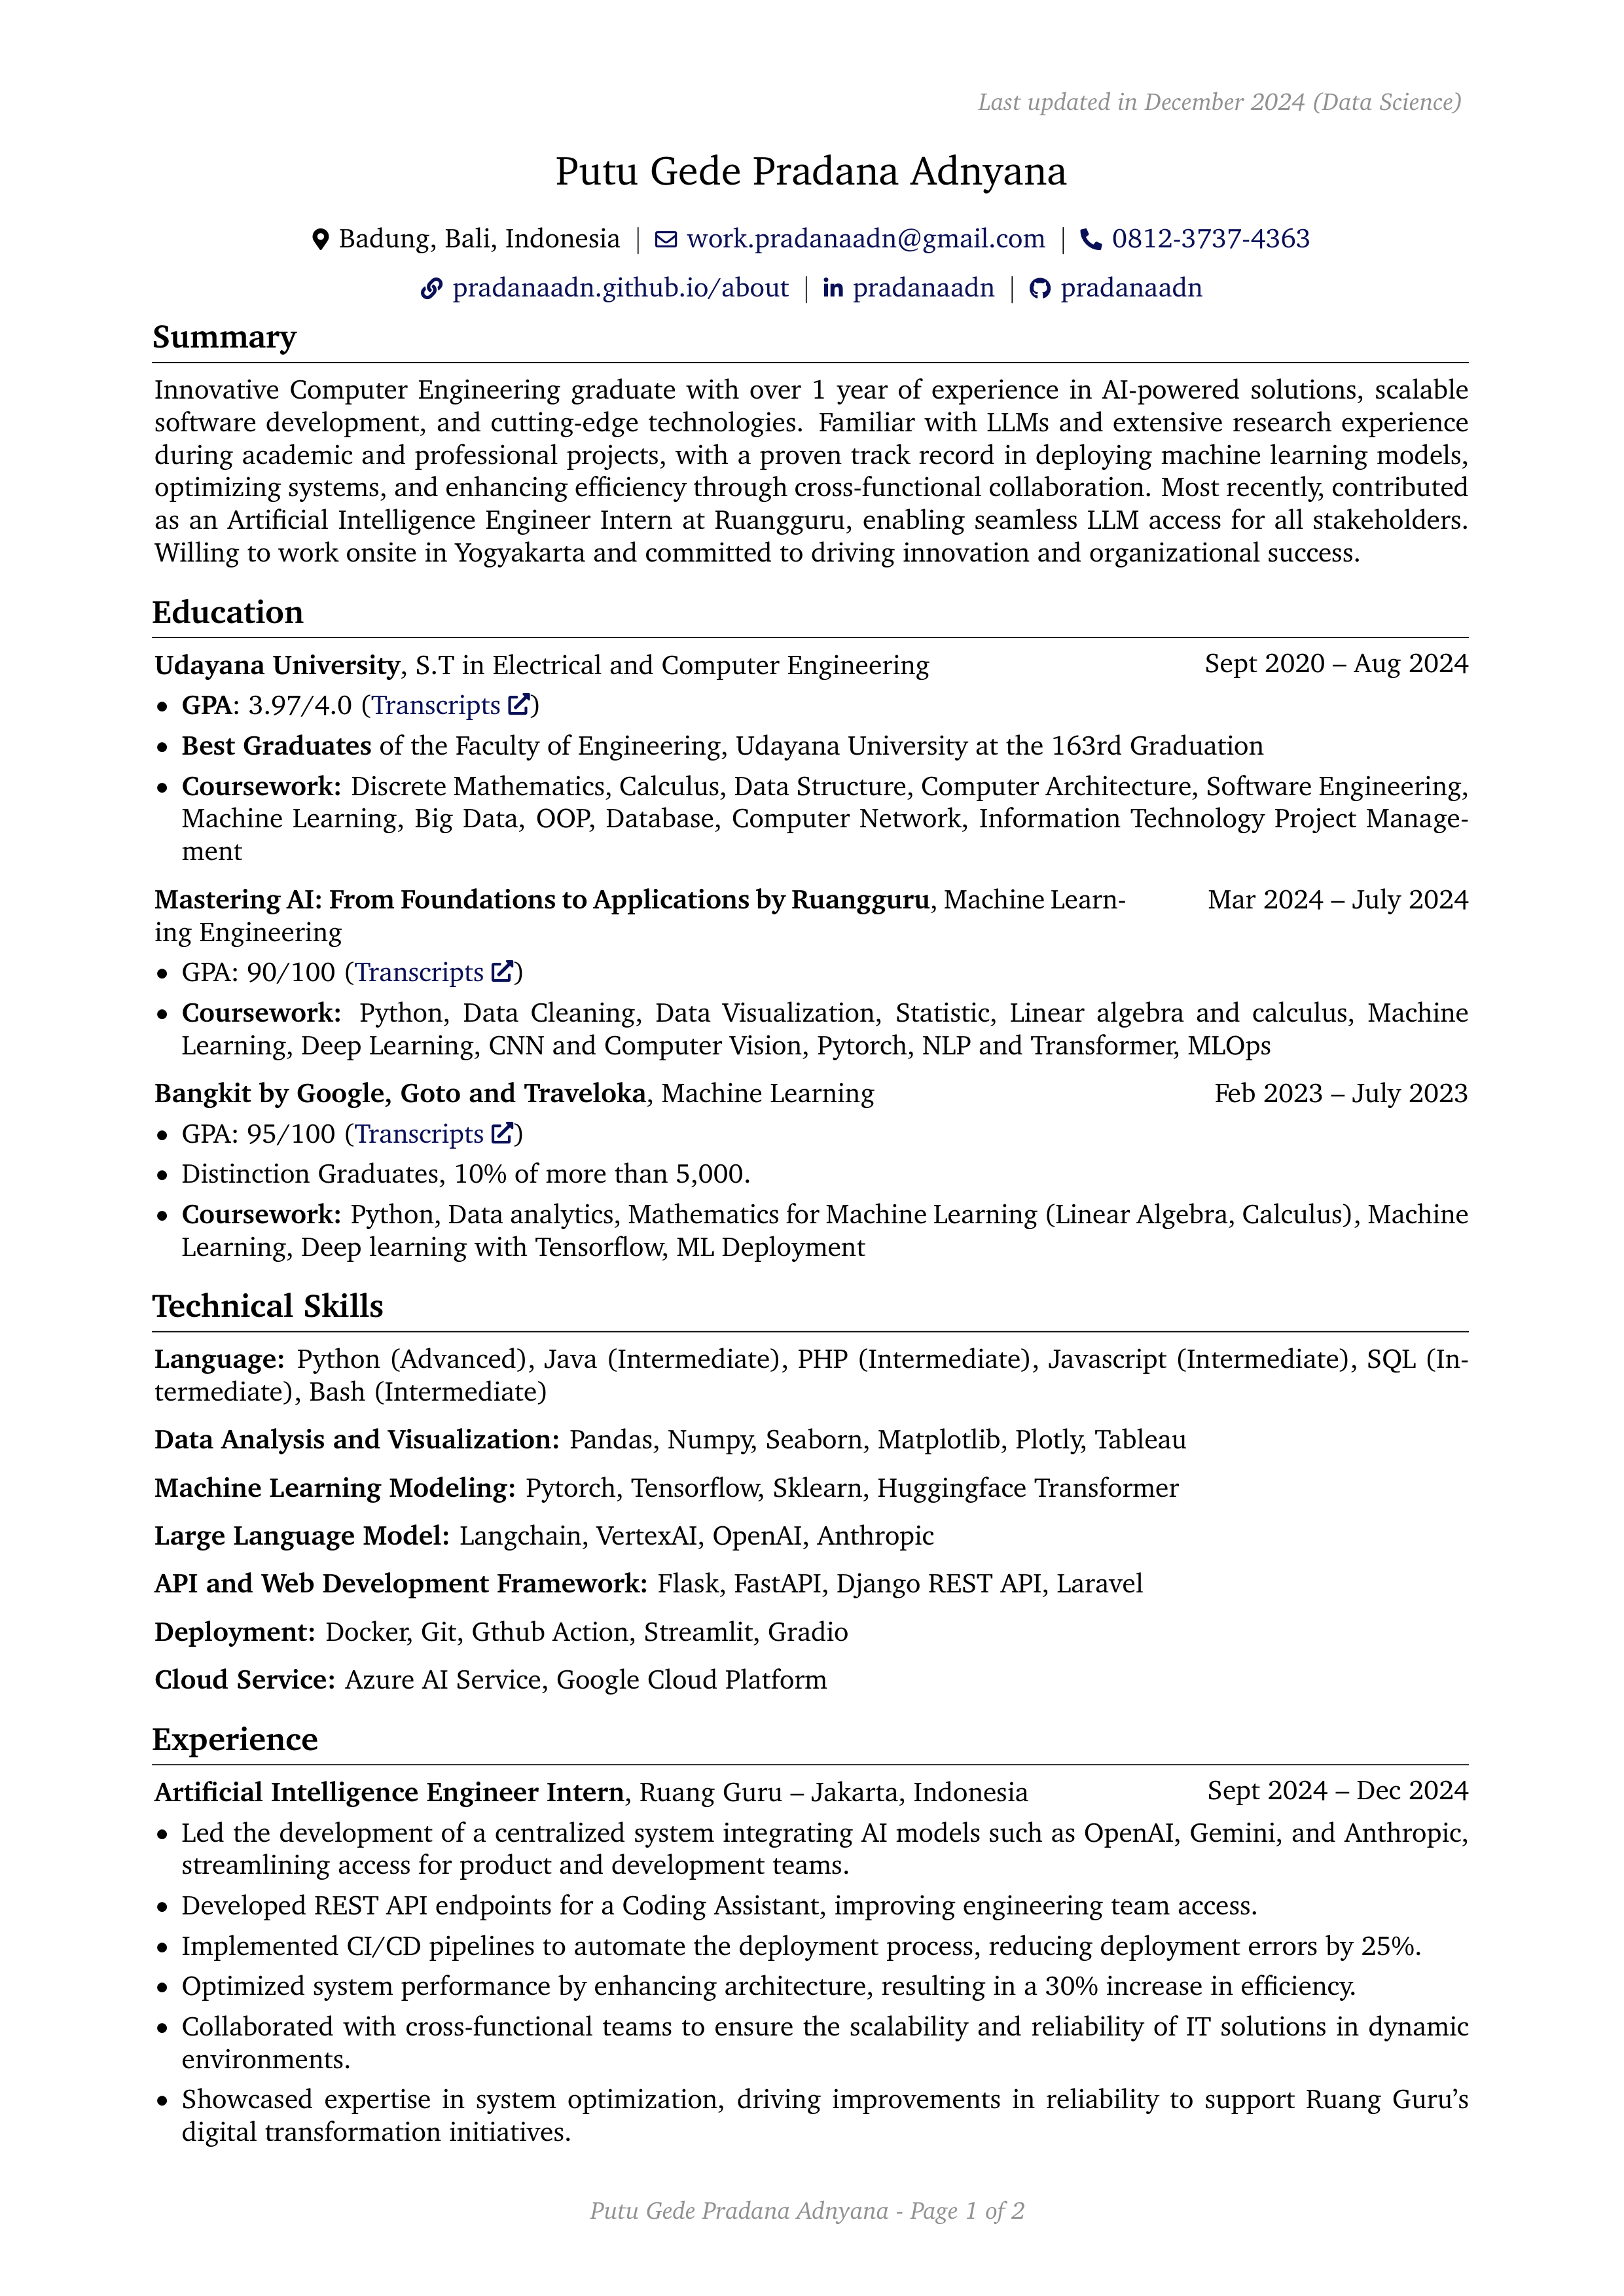 Last updated in December 2024 (Data Science)
Putu Gede Pradana Adnyana
Badung, Bali, Indonesia | work.pradanaadn@gmail.com | 0812-3737-4363
pradanaadn.github.io/about | pradanaadn | pradanaadn
Summary
Innovative Computer Engineering graduate with over 1 year of experience in AI-powered solutions, scalable
software development, and cutting-edge technologies. Familiar with LLMs and extensive research experience
during academic and professional projects, with a proven track record in deploying machine learning models,
optimizing systems, and enhancing efficiency through cross-functional collaboration. Most recently, contributed
as an Artificial Intelligence Engineer Intern at Ruangguru, enabling seamless LLM access for all stakeholders.
Willing to work onsite in Yogyakarta and committed to driving innovation and organizational success.
Education
Udayana University, S.T in Electrical and Computer Engineering Sept 2020 – Aug 2024
• GPA: 3.97/4.0 (Transcripts)
• Best Graduates of the Faculty of Engineering, Udayana University at the 163rd Graduation
• Coursework: Discrete Mathematics, Calculus, Data Structure, Computer Architecture, Software Engineering,
Machine Learning, Big Data, OOP, Database, Computer Network, Information Technology Project Manage-
ment
Mastering AI: From Foundations to Applications by Ruangguru, Machine Learn- Mar 2024 – July 2024
ing Engineering
• GPA: 90/100 (Transcripts)
• Coursework: Python, Data Cleaning, Data Visualization, Statistic, Linear algebra and calculus, Machine
Learning, Deep Learning, CNN and Computer Vision, Pytorch, NLP and Transformer, MLOps
Bangkit by Google, Goto and Traveloka, Machine Learning Feb 2023 – July 2023
• GPA: 95/100 (Transcripts)
• Distinction Graduates, 10% of more than 5,000.
• Coursework: Python, Data analytics, Mathematics for Machine Learning (Linear Algebra, Calculus), Machine
Learning, Deep learning with Tensorflow, ML Deployment
Technical Skills
Language: Python (Advanced), Java (Intermediate), PHP (Intermediate), Javascript (Intermediate), SQL (In-
termediate), Bash (Intermediate)
Data Analysis and Visualization: Pandas, Numpy, Seaborn, Matplotlib, Plotly, Tableau
Machine Learning Modeling: Pytorch, Tensorflow, Sklearn, Huggingface Transformer
Large Language Model: Langchain, VertexAI, OpenAI, Anthropic
API and Web Development Framework: Flask, FastAPI, Django REST API, Laravel
Deployment: Docker, Git, Gthub Action, Streamlit, Gradio
Cloud Service: Azure AI Service, Google Cloud Platform
Experience
Artificial Intelligence Engineer Intern, Ruang Guru – Jakarta, Indonesia Sept 2024 – Dec 2024
• Led the development of a centralized system integrating AI models such as OpenAI, Gemini, and Anthropic,
streamlining access for product and development teams.
• Developed REST API endpoints for a Coding Assistant, improving engineering team access.
• Implemented CI/CD pipelines to automate the deployment process, reducing deployment errors by 25%.
• Optimized system performance by enhancing architecture, resulting in a 30% increase in efficiency.
• Collaborated with cross-functional teams to ensure the scalability and reliability of IT solutions in dynamic
environments.
• Showcased expertise in system optimization, driving improvements in reliability to support Ruang Guru's
digital transformation initiatives.
Putu Gede Pradana Adnyana - Page 1 of 2